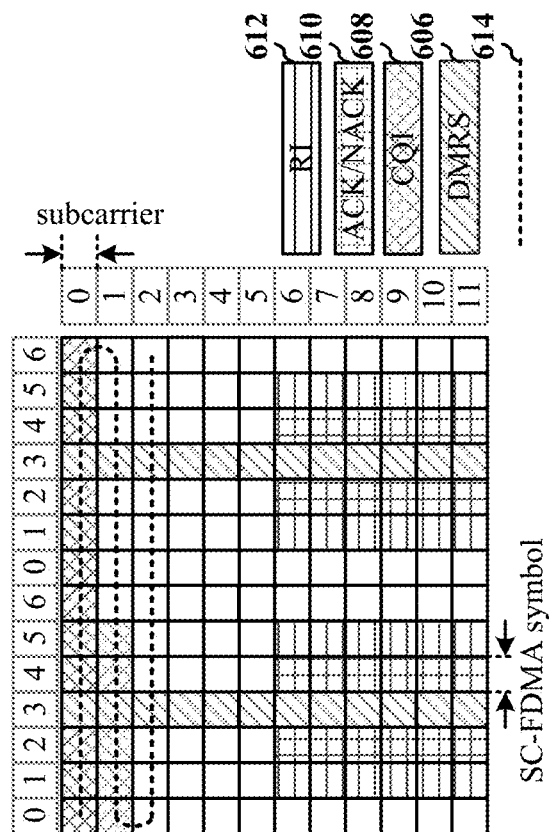 612
610
608
606
614
RI
ACK/NACK
CQI
DMRS
subcarrier
0 1 2 3 4 5 6 7 8 9 10 11
0 1 2 3 4 5 6 0 1 2 3 4 5 6
SC-FDMA symbol